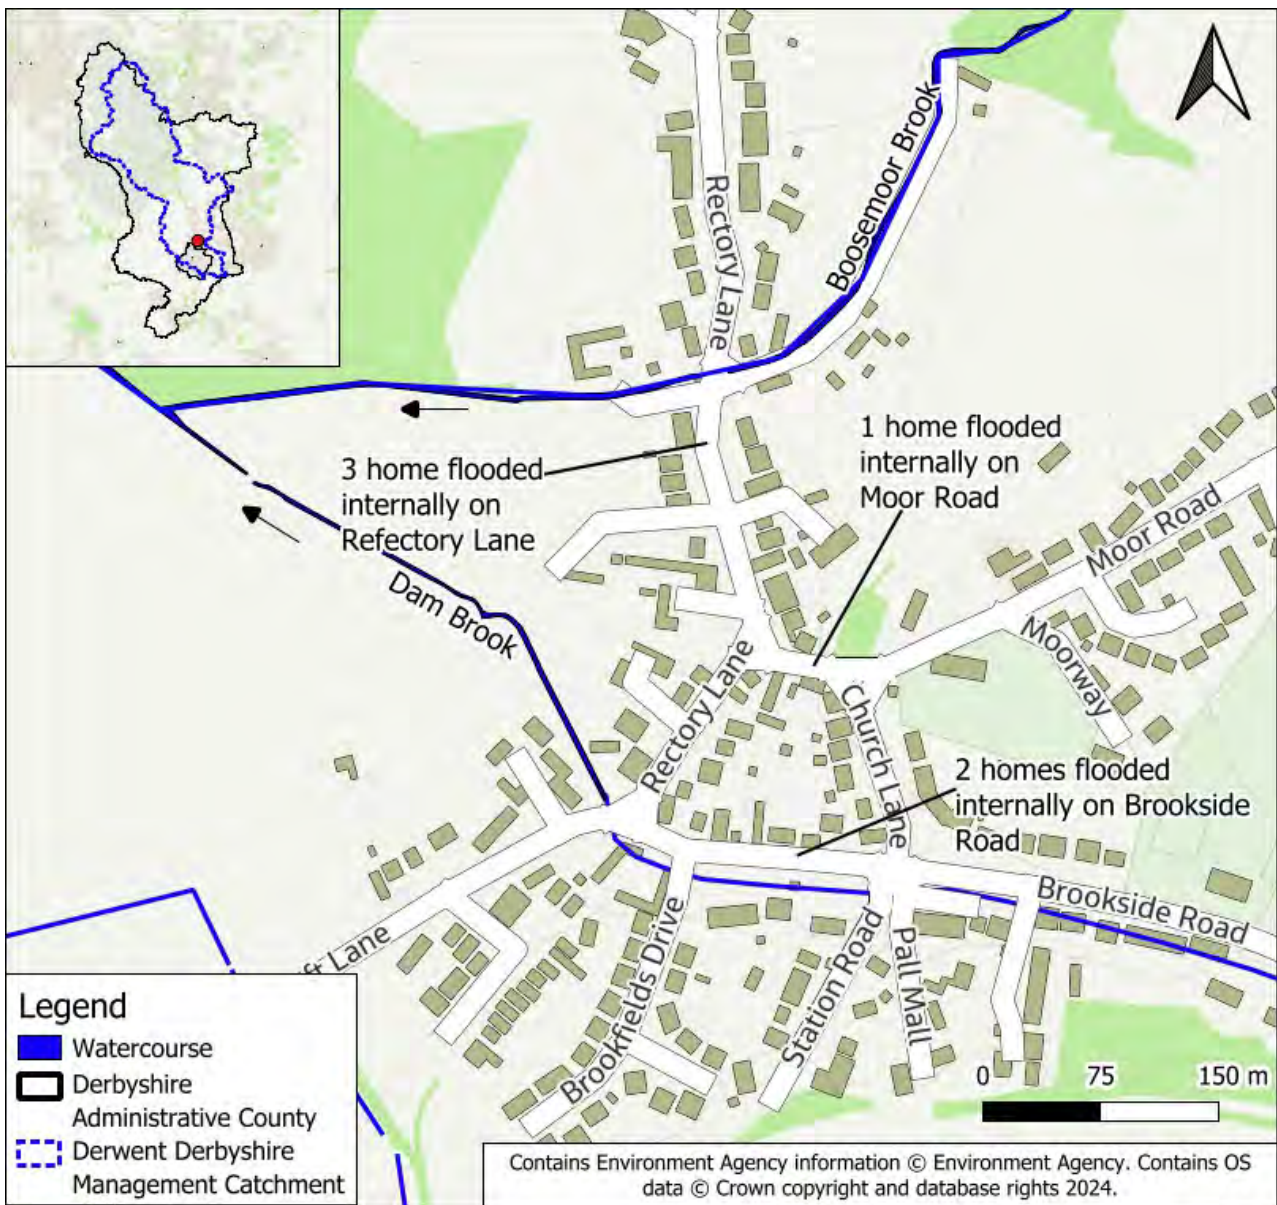 Rectory Lane
Boosemoor Brook
3 home flooded
internally on
Refectory Lane
1 home flooded
internally on
Moor Road
Moor Road
Dam Brook
Moorway
Rectory Lane
Church Lane
2 homes flooded
internally on Brookside
Road
Brookside Road
ft Lane
Brookfields Drive
Station Road
Pall Mall
Legend
Watercourse
Derbyshire
Administrative County
Derwent Derbyshire
Management Catchment
0 75 150 m
Contains Environment Agency information © Environment Agency. Contains OS
data © Crown copyright and database rights 2024.